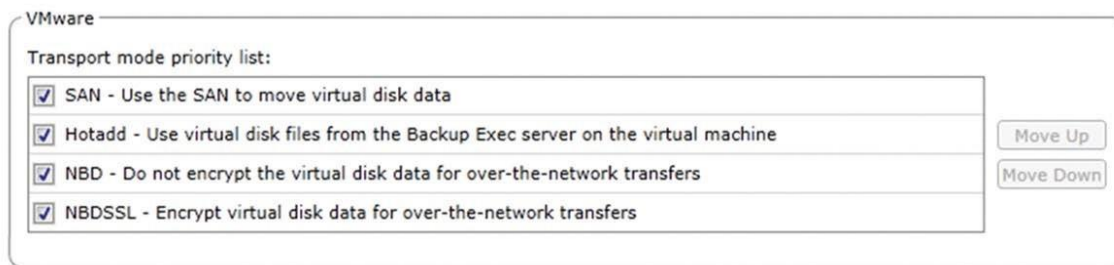 VMware
Transport mode priority list:
SAN - Use the SAN to move virtual disk data
Hotadd - Use virtual disk files from the Backup Exec server on the virtual machine
Move Up
NBD - Do not encrypt the virtual disk data for over-the-network transfers
Move Down
NBDSSL - Encrypt virtual disk data for over-the-network transfers